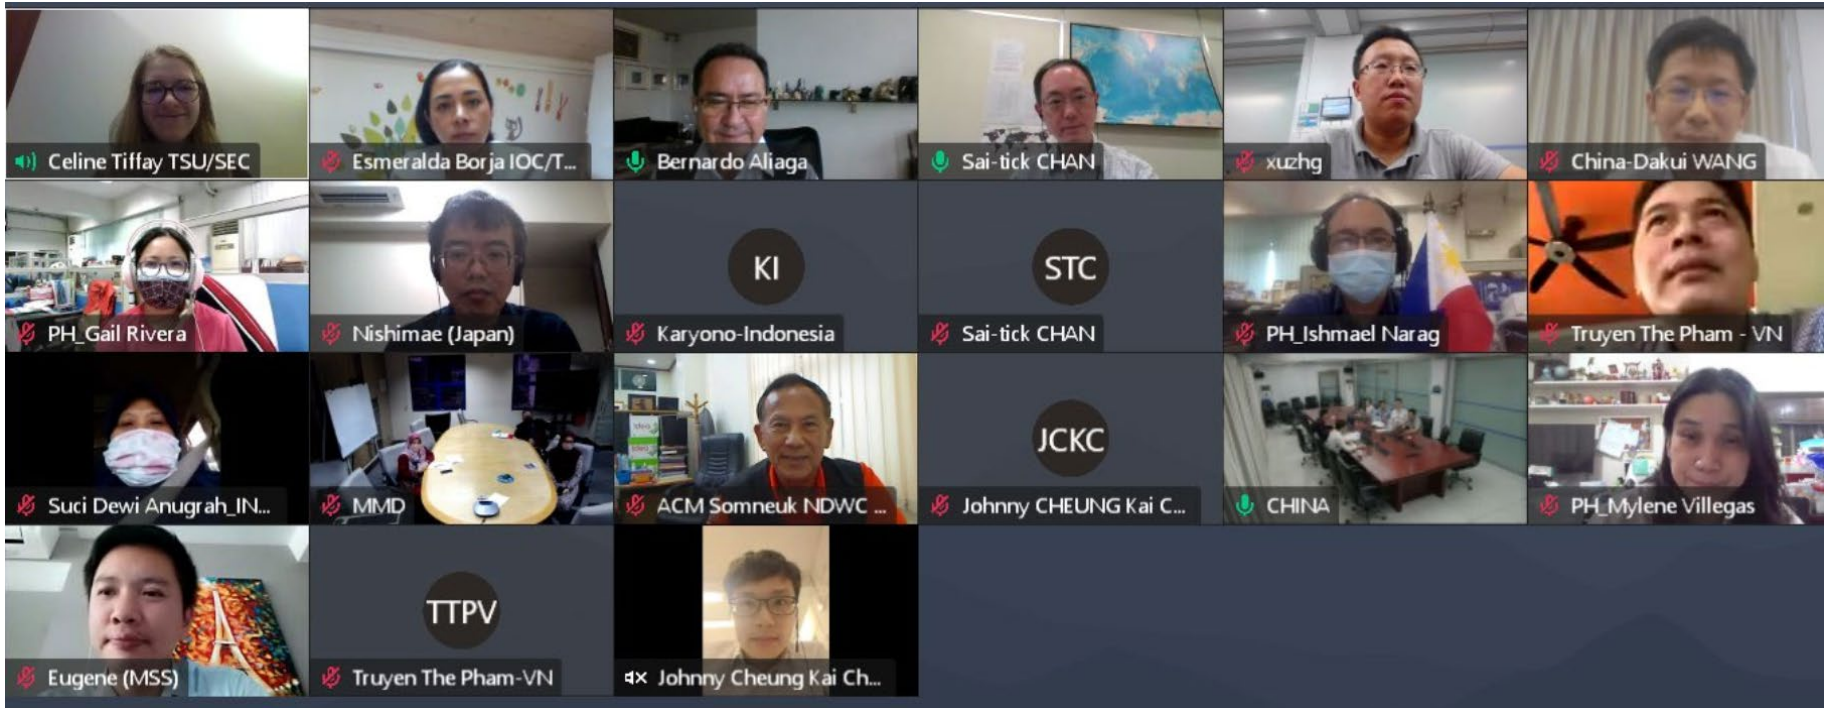 Celine Tiffay TSU/SEC
Esmeralda Borja IOC/T...
Bernardo Aliaga
Sai-tick CHAN
xuzhg
China-Dakui WANG
PH_Gail Rivera
Nishimae (Japan)
KI
Karyono-Indonesia
STC
Sai-tick CHAN
PH_Ishmael Narag
Truyen The Pham - VN
Suci Dewi Anugrah_IN...
MMD
ACM Somneuk NDWC ...
JCKC
Johnny CHEUNG Kai C...
CHINA
PH_Mylene Villegas
Eugene (MSS)
TTPV
Truyen The Pham-VN
Johnny Cheung Kai Ch...